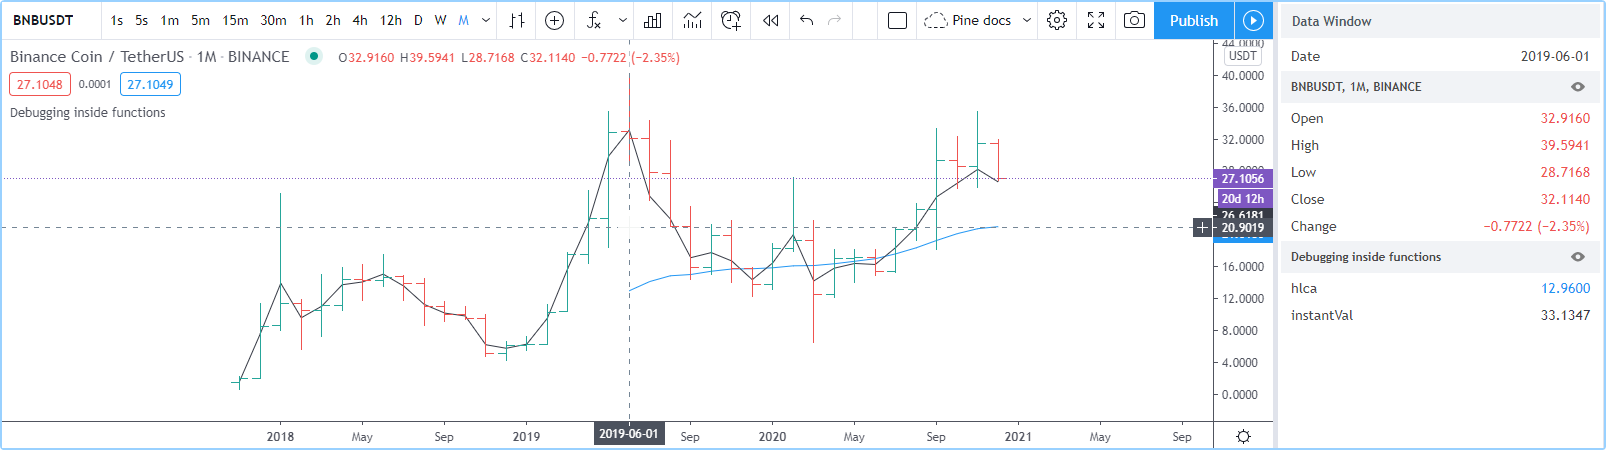 BNBUSDT 1s 5s 1m 5m 15m 30m 1h 2h 4h 12h D W M Pine docs Publish
Binance Coin / TetherUS · 1M · BINANCE O32.9160 H39.5941 L28.7168 C32.1140 −0.7722 (−2.35%)
27.1048 0.0001 27.1049
Debugging inside functions
44.0000
USDT
40.0000
36.0000
32.0000
27.1056
20d 12h
26.6181
20.9019
16.0000
12.0000
8.0000
4.0000
0.0000
2018 May Sep 2019 2019-06-01 Sep 2020 May Sep 2021 May Sep
Data Window
Date 2019-06-01
BNBUSDT, 1M, BINANCE
Open 32.9160
High 39.5941
Low 28.7168
Close 32.1140
Change −0.7722 (−2.35%)
Debugging inside functions
hlca 12.9600
instantVal 33.1347